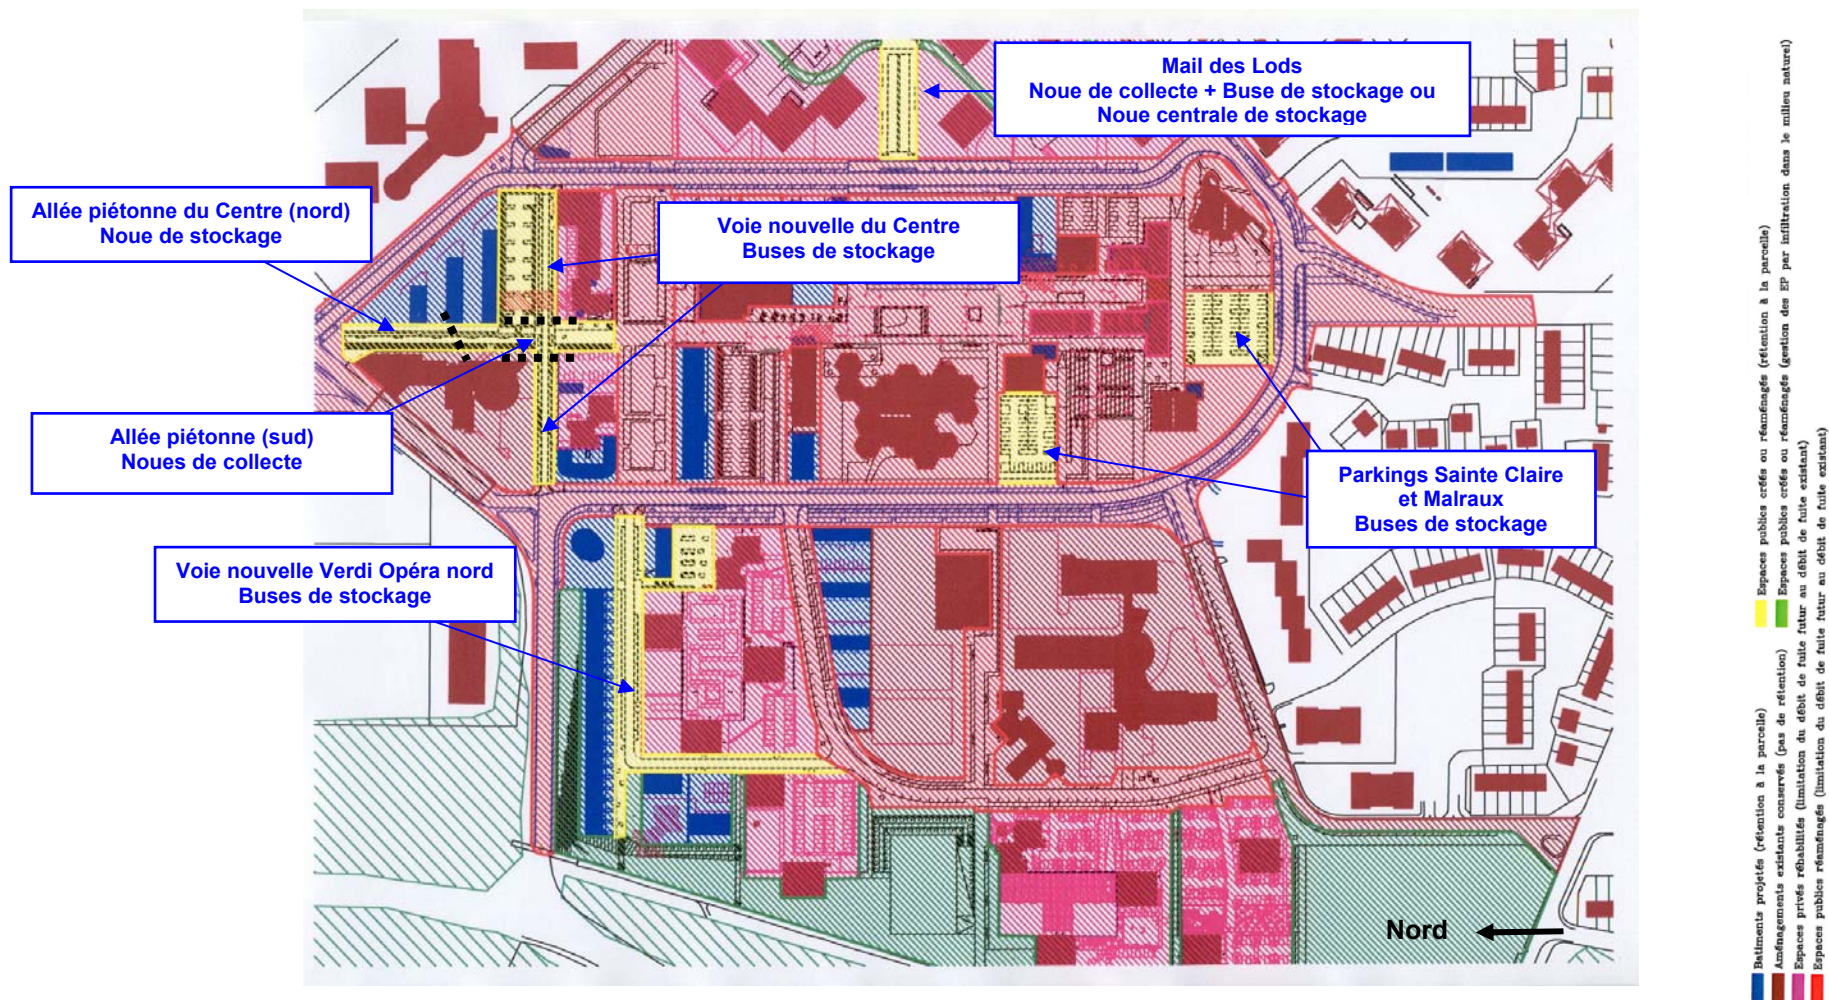 Mail des Lods
Noue de collecte + Buse de stockage ou
Noue centrale de stockage
Allée piétonne du Centre (nord)
Noue de stockage
Voie nouvelle du Centre
Buses de stockage
Allée piétonne (sud)
Noues de collecte
Parkings Sainte Claire
et Malraux
Buses de stockage
Voie nouvelle Verdi Opéra nord
Buses de stockage
Nord
Batiments projetés (rétention à la parcelle)
Aménagements existants conservés (pas de rétention)
Espaces privés réhabilités (limitation du débit de fuite futur au débit de fuite existant)
Espaces publics réaménagés (limitation du débit de fuite futur au débit de fuite existant)
Espaces publics créés ou réaménagés (rétention à la parcelle)
Espaces publics créés ou réaménagés (gestion des EP par infiltration dans le milieu naturel)